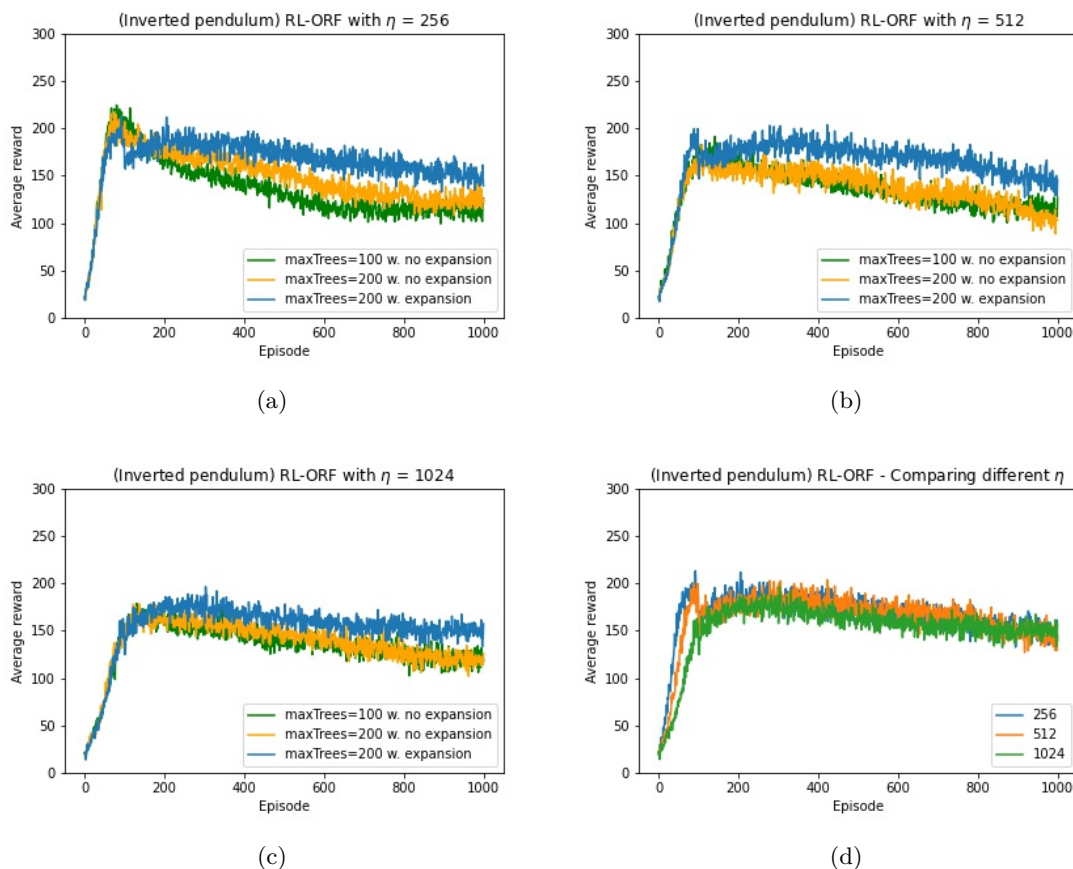 (Inverted pendulum) RL-ORF with η = 256
300
250
200
150
100
50
0
Average reward
maxTrees=100 w. no expansion
maxTrees=200 w. no expansion
maxTrees=200 w. expansion
0 200 400 600 800 1000
Episode
(a)
(Inverted pendulum) RL-ORF with η = 512
300
250
200
150
100
50
0
Average reward
maxTrees=100 w. no expansion
maxTrees=200 w. no expansion
maxTrees=200 w. expansion
0 200 400 600 800 1000
Episode
(b)
(Inverted pendulum) RL-ORF with η = 1024
300
250
200
150
100
50
0
Average reward
maxTrees=100 w. no expansion
maxTrees=200 w. no expansion
maxTrees=200 w. expansion
0 200 400 600 800 1000
Episode
(c)
(Inverted pendulum) RL-ORF - Comparing different η
300
250
200
150
100
50
0
Average reward
256
512
1024
0 200 400 600 800 1000
Episode
(d)